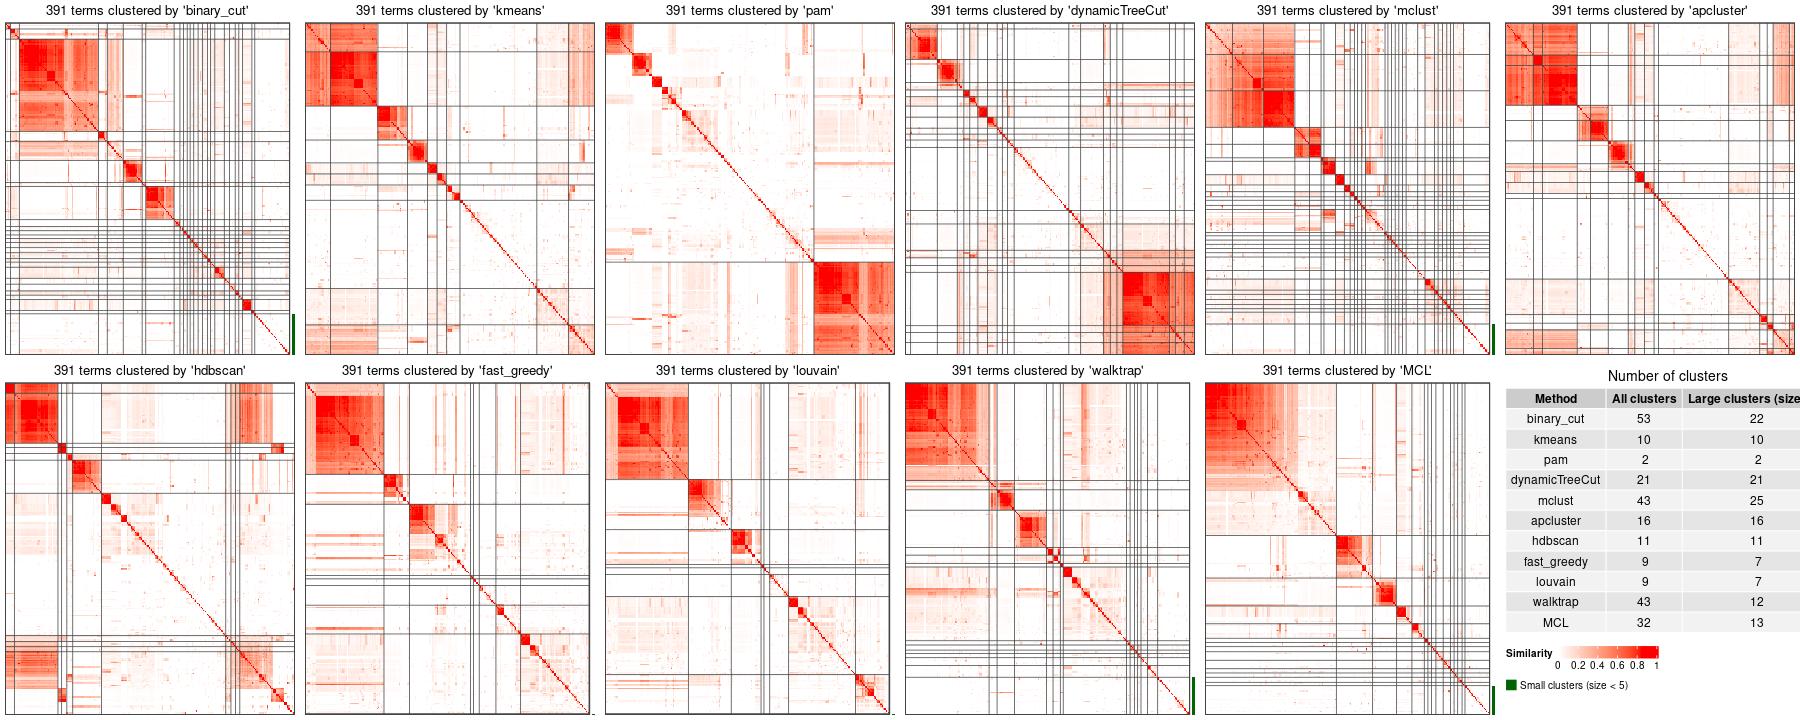 391 terms clustered by 'binary_cut'
391 terms clustered by 'kmeans'
391 terms clustered by 'pam'
391 terms clustered by 'dynamicTreeCut'
391 terms clustered by 'mclust'
391 terms clustered by 'apcluster'
391 terms clustered by 'hdbscan'
391 terms clustered by 'fast_greedy'
391 terms clustered by 'louvain'
391 terms clustered by 'walktrap'
391 terms clustered by 'MCL'
Number of clusters
Method All clusters Large clusters (size
binary_cut 53 22
kmeans 10 10
pam 2 2
dynamicTreeCut 21 21
mclust 43 25
apcluster 16 16
hdbscan 11 11
fast_greedy 9 7
louvain 9 7
walktrap 43 12
MCL 32 13
Similarity
0 0.2 0.4 0.6 0.8 1
Small clusters (size < 5)